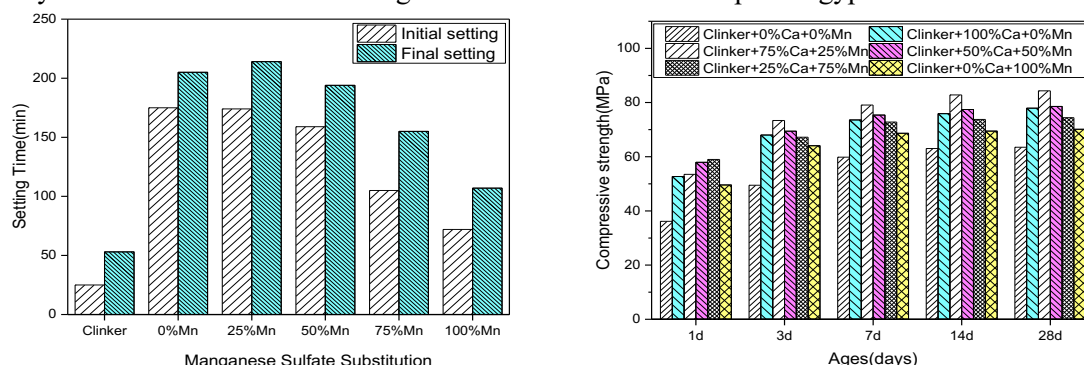 250
200
150
100
50
0
Setting Time(min)
Initial setting
Final setting
Clinker 0%Mn 25%Mn 50%Mn 75%Mn 100%Mn
Manganese Sulfate Substitution
100
80
60
40
20
0
Compressive strength(MPa)
Clinker+0%Ca+0%Mn Clinker+100%Ca+0%Mn
Clinker+75%Ca+25%Mn Clinker+50%Ca+50%Mn
Clinker+25%Ca+75%Mn Clinker+0%Ca+100%Mn
1d 3d 7d 14d 28d
Ages(days)